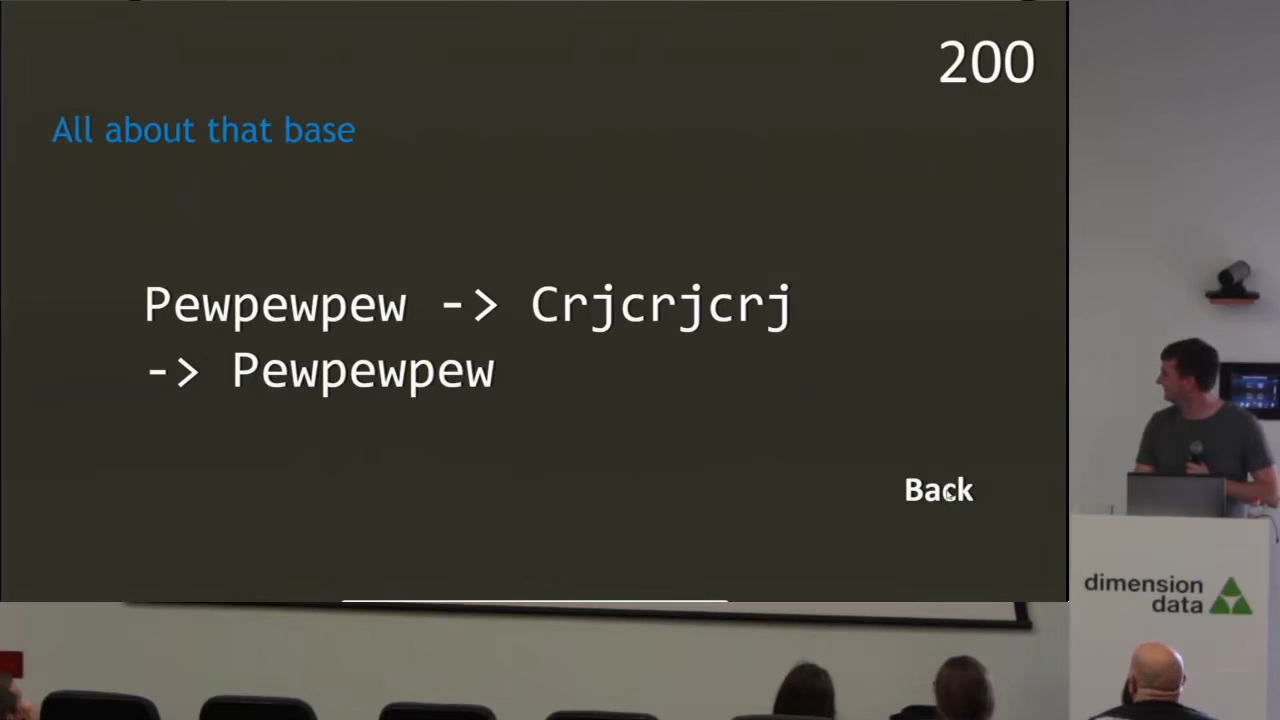 200
All about that base
Pewpewpew -> Crjcrjcrj
-> Pewpewpew
Back
dimension
data